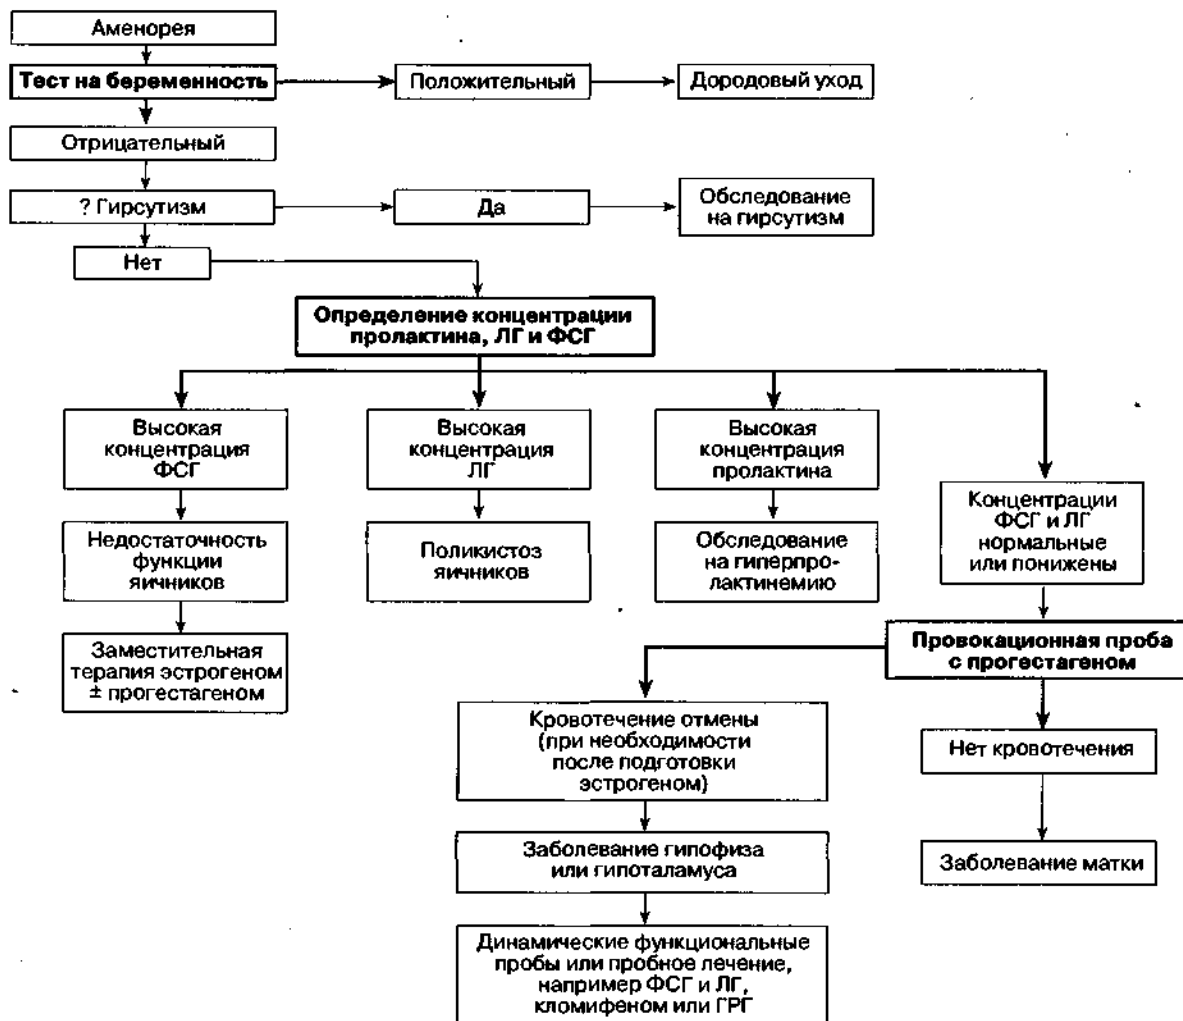 Аменорея
Тест на беременность
Положительный
Дородовый уход
Отрицательный
? Гирсутизм
Да
Обследование
на гирсутизм
Нет
Определение концентрации
пролактина, ЛГ и ФСГ
Высокая
концентрация
ФСГ
Высокая
концентрация
ЛГ
Высокая
концентрация
пролактина
Концентрации
ФСГ и ЛГ
нормальные
или понижены
Недостаточность
функции
яичников
Поликистоз
яичников
Обследование
на гиперпро-
лактинемию
Заместительная
терапия эстрогеном
± прогестагеном
Провокационная проба
с прогестагеном
Кровотечение отмены
(при необходимости
после подготовки
эстрогеном)
Нет кровотечения
Заболевание гипофиза
или гипоталамуса
Заболевание матки
Динамические функциональные
пробы или пробное лечение,
например ФСГ и ЛГ,
кломифеном или ГРГ